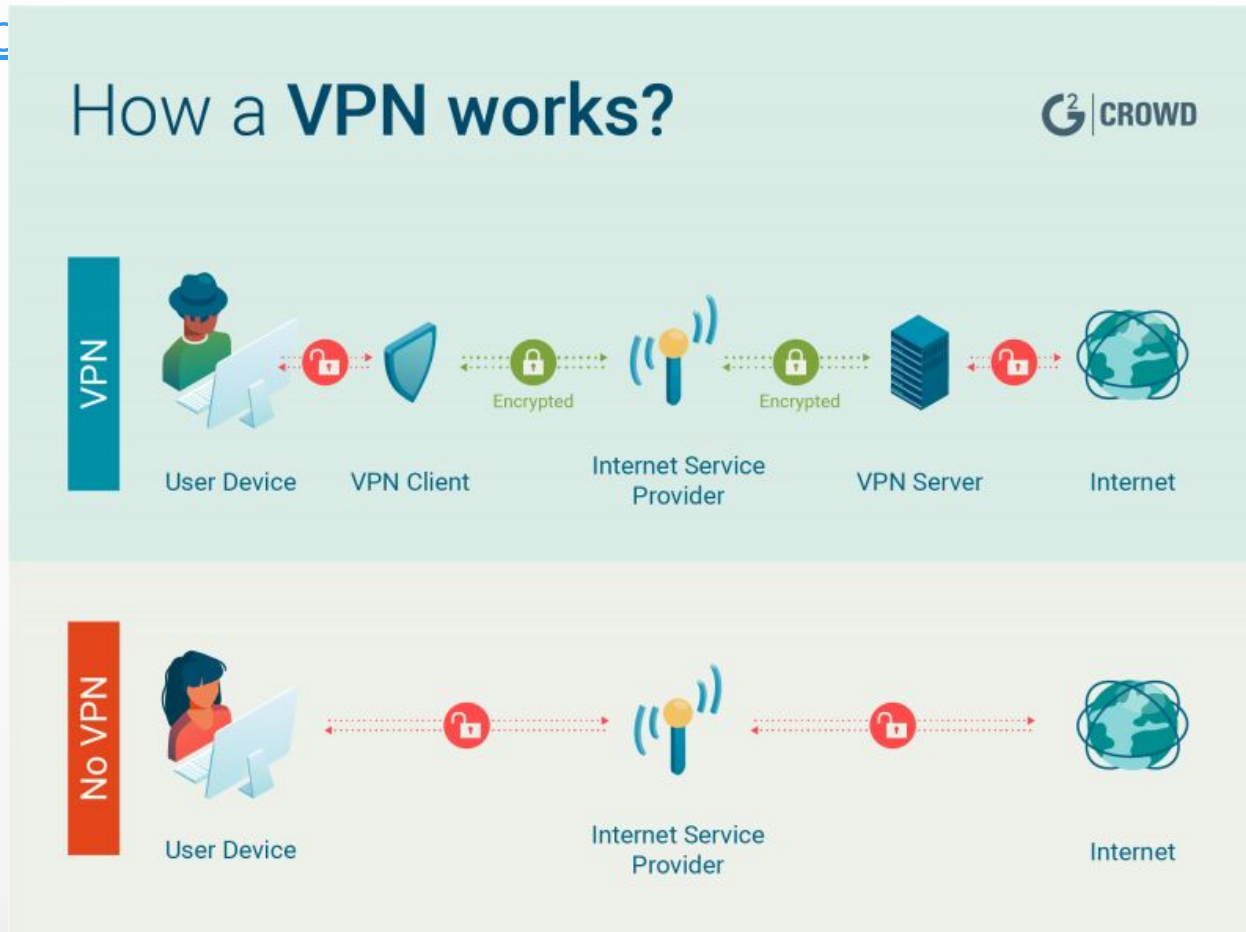 How a VPN works?
G2 CROWD
VPN
Encrypted
Encrypted
User Device
VPN Client
Internet Service
Provider
VPN Server
Internet
No VPN
User Device
Internet Service
Provider
Internet